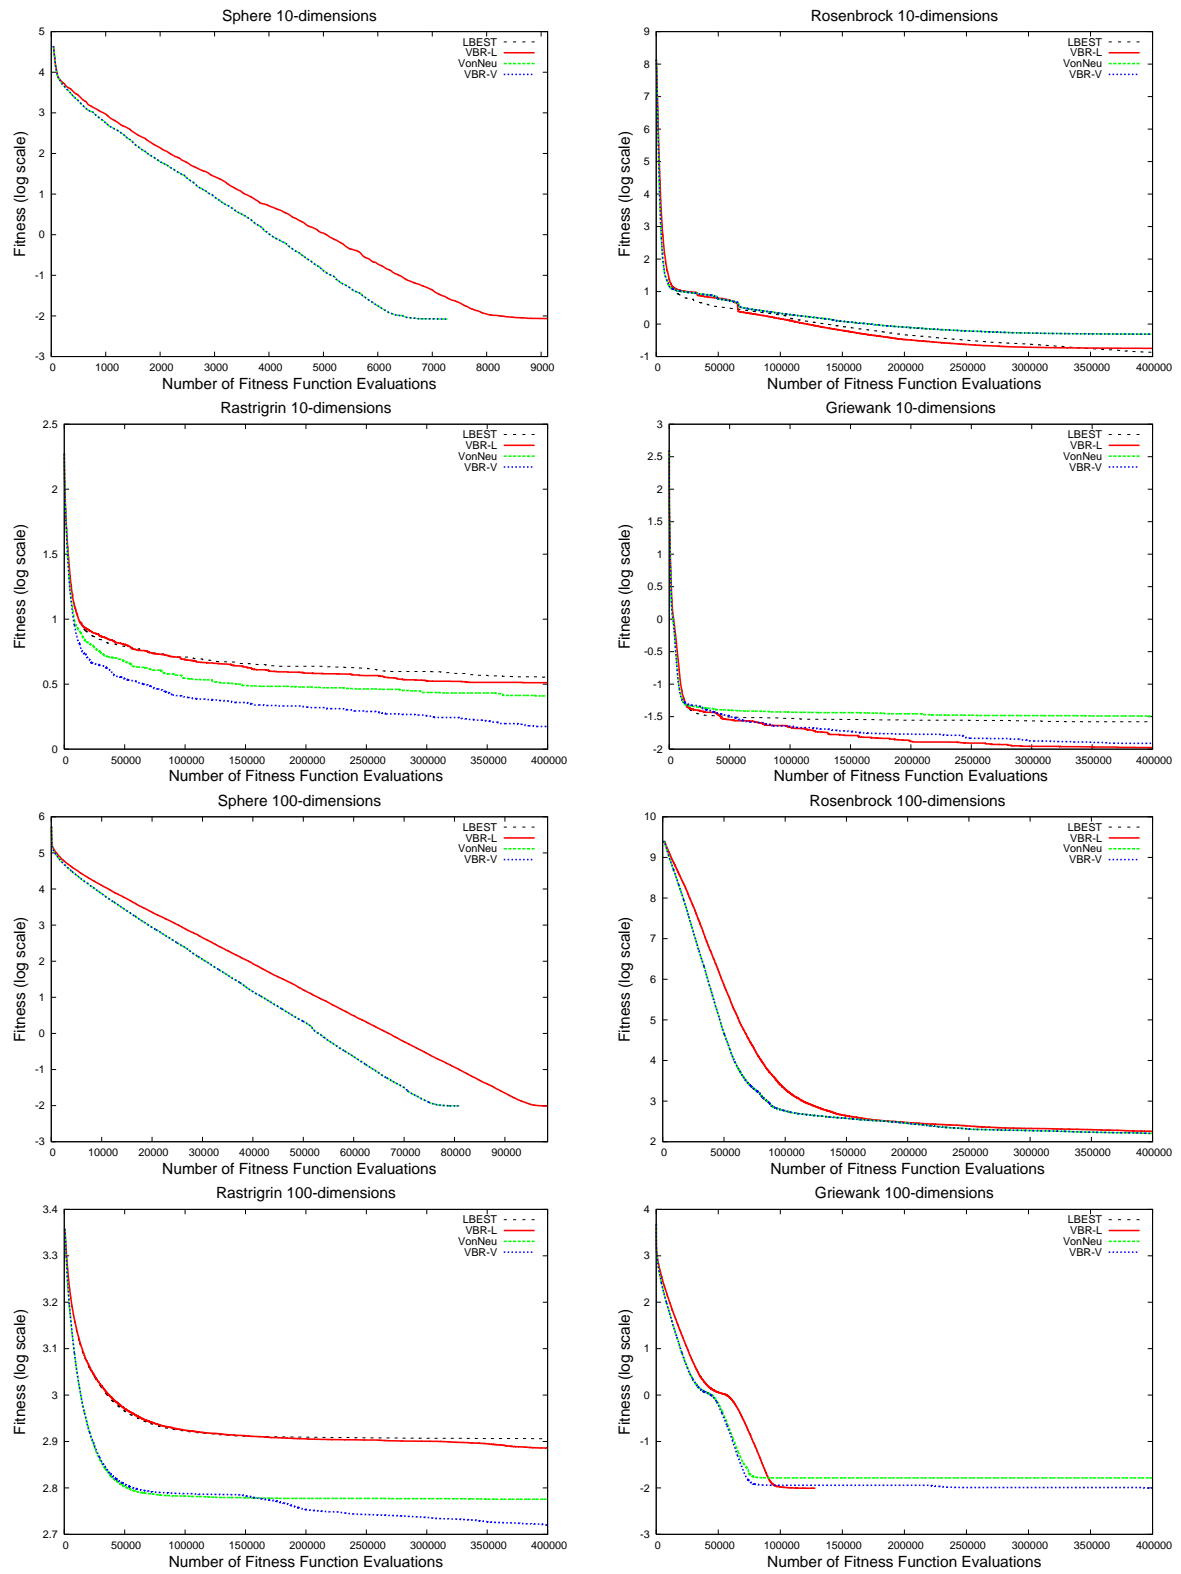 Sphere 10-dimensions
5
4
3
2
1
0
-1
-2
-3
0 1000 2000 3000 4000 5000 6000 7000 8000 9000
Fitness (log scale)
Number of Fitness Function Evaluations
LBEST
VBR-L
VonNeu
VBR-V
Rosenbrock 10-dimensions
9
8
7
6
5
4
3
2
1
0
-1
0 50000 100000 150000 200000 250000 300000 350000 400000
Fitness (log scale)
Number of Fitness Function Evaluations
LBEST
VBR-L
VonNeu
VBR-V
Rastrigrin 10-dimensions
2.5
2
1.5
1
0.5
0
0 50000 100000 150000 200000 250000 300000 350000 400000
Fitness (log scale)
Number of Fitness Function Evaluations
LBEST
VBR-L
VonNeu
VBR-V
Griewank 10-dimensions
3
2.5
2
1.5
1
0.5
0
-0.5
-1
-1.5
-2
0 50000 100000 150000 200000 250000 300000 350000 400000
Fitness (log scale)
Number of Fitness Function Evaluations
LBEST
VBR-L
VonNeu
VBR-V
Sphere 100-dimensions
6
5
4
3
2
1
0
-1
-2
-3
0 10000 20000 30000 40000 50000 60000 70000 80000 90000
Fitness (log scale)
Number of Fitness Function Evaluations
LBEST
VBR-L
VonNeu
VBR-V
Rosenbrock 100-dimensions
10
9
8
7
6
5
4
3
2
0 50000 100000 150000 200000 250000 300000 350000 400000
Fitness (log scale)
Number of Fitness Function Evaluations
LBEST
VBR-L
VonNeu
VBR-V
Rastrigrin 100-dimensions
3.4
3.3
3.2
3.1
3
2.9
2.8
2.7
0 50000 100000 150000 200000 250000 300000 350000 400000
Fitness (log scale)
Number of Fitness Function Evaluations
LBEST
VBR-L
VonNeu
VBR-V
Griewank 100-dimensions
4
3
2
1
0
-1
-2
-3
0 50000 100000 150000 200000 250000 300000 350000 400000
Fitness (log scale)
Number of Fitness Function Evaluations
LBEST
VBR-L
VonNeu
VBR-V